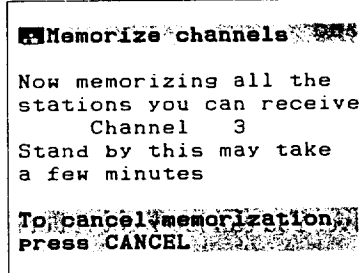 Memorize channels
Now memorizing all the
stations you can receive
Channel 3
Stand by this may take
a few minutes
To cancel memorization,
press CANCEL